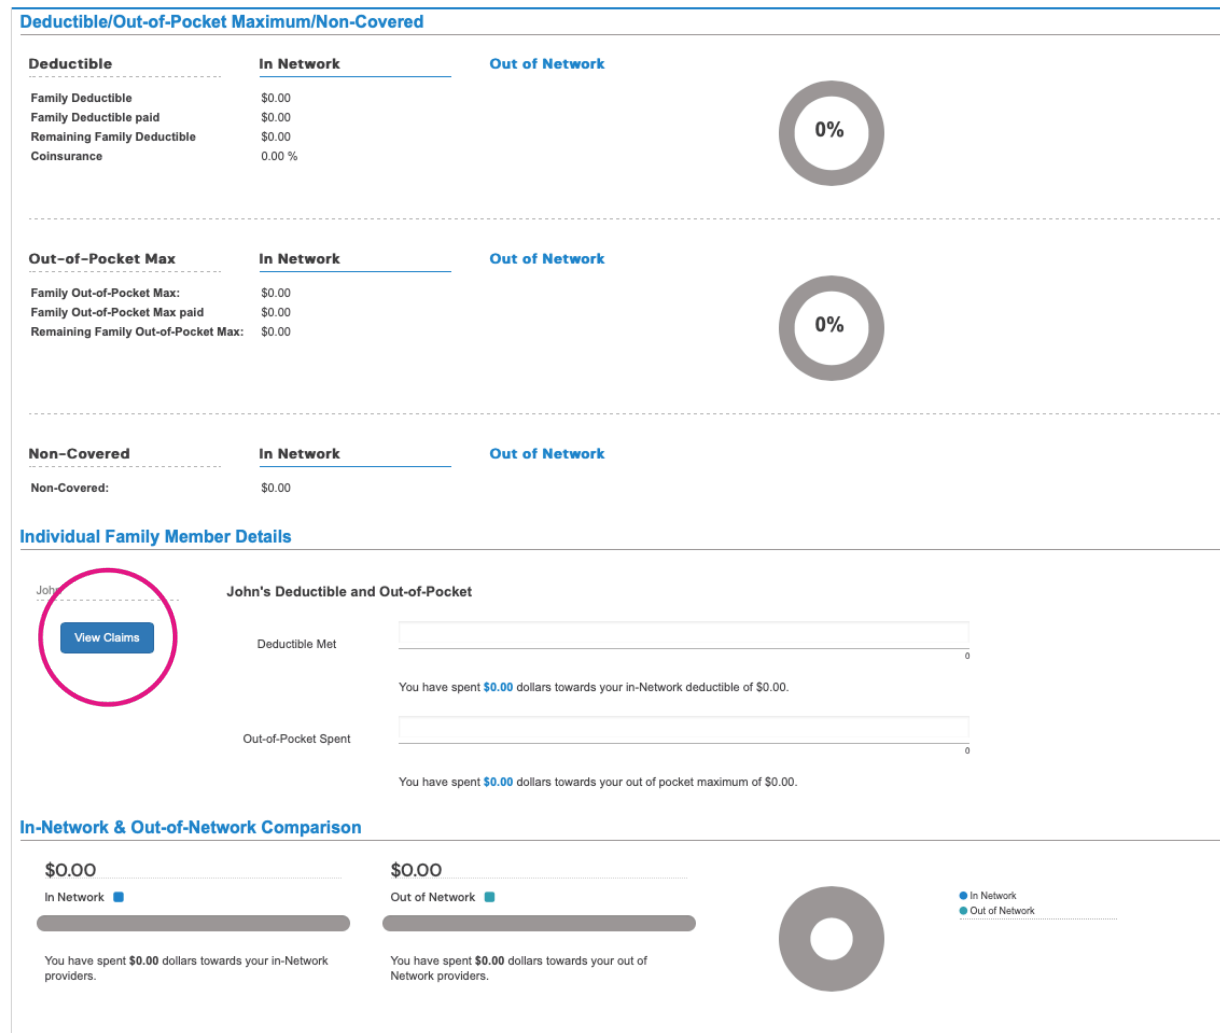 Deductible/Out-of-Pocket Maximum/Non-Covered
Deductible In Network Out of Network
Family Deductible $0.00
Family Deductible paid $0.00
Remaining Family Deductible $0.00
Coinsurance 0.00 %
0%
Out-of-Pocket Max In Network Out of Network
Family Out-of-Pocket Max: $0.00
Family Out-of-Pocket Max paid $0.00
Remaining Family Out-of-Pocket Max: $0.00
0%
Non-Covered In Network Out of Network
Non-Covered: $0.00
Individual Family Member Details
John
View Claims
John's Deductible and Out-of-Pocket
Deductible Met
0
You have spent $0.00 dollars towards your in-Network deductible of $0.00.
Out-of-Pocket Spent
0
You have spent $0.00 dollars towards your out of pocket maximum of $0.00.
In-Network & Out-of-Network Comparison
$0.00
In Network
You have spent $0.00 dollars towards your in-Network
providers.
$0.00
Out of Network
You have spent $0.00 dollars towards your out of
Network providers.
In Network
Out of Network